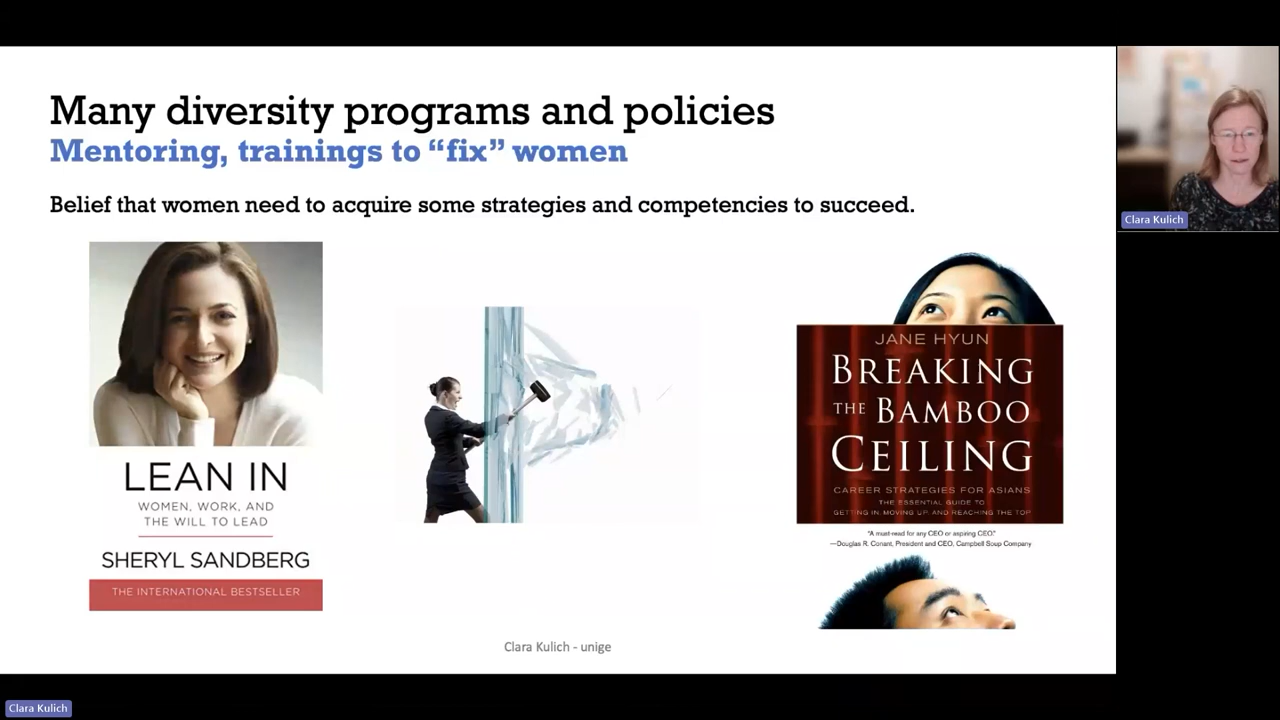 Many diversity programs and policies
Mentoring, trainings to “fix” women
Belief that women need to acquire some strategies and competencies to succeed.
LEAN IN
WOMEN, WORK, AND
THE WILL TO LEAD
SHERYL SANDBERG
THE INTERNATIONAL BESTSELLER
JANE HYUN
BREAKING
THE BAMBOO
CEILING
CAREER STRATEGIES FOR ASIANS
THE ESSENTIAL GUIDE TO
GETTING IN, MOVING UP, AND REACHING THE TOP
"A must-read for any CEO or aspiring CEO."
—Douglas R. Conant, President and CEO, Campbell Soup Company
Clara Kulich - unige
Clara Kulich
Clara Kulich